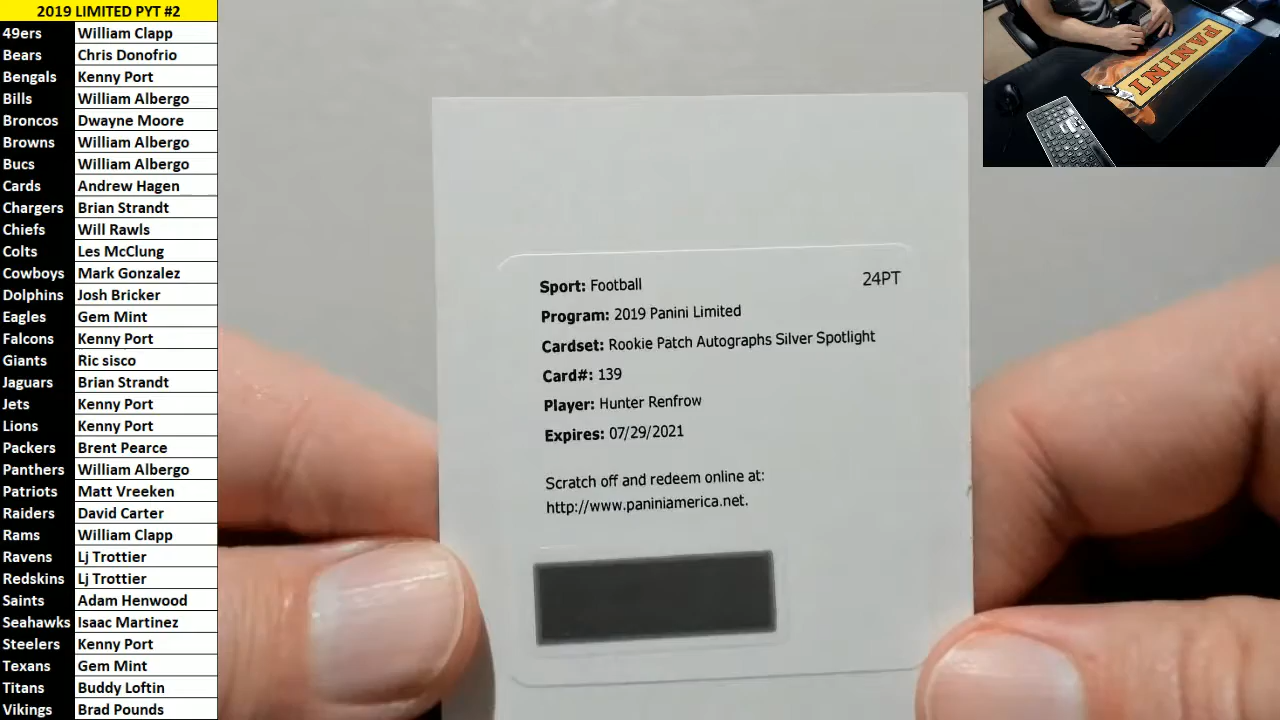 2019 LIMITED PYT #2
49ers William Clapp
Bears Chris Donofrio
Bengals Kenny Port
Bills William Albergo
Broncos Dwayne Moore
Browns William Albergo
Bucs William Albergo
Cards Andrew Hagen
Chargers Brian Strandt
Chiefs Will Rawls
Colts Les McClung
Cowboys Mark Gonzalez
Dolphins Josh Bricker
Eagles Gem Mint
Falcons Kenny Port
Giants Ric sisco
Jaguars Brian Strandt
Jets Kenny Port
Lions Kenny Port
Packers Brent Pearce
Panthers William Albergo
Patriots Matt Vreeken
Raiders David Carter
Rams William Clapp
Ravens Lj Trottier
Redskins Lj Trottier
Saints Adam Henwood
Seahawks Isaac Martinez
Steelers Kenny Port
Texans Gem Mint
Titans Buddy Loftin
Vikings Brad Pounds
Sport: Football 24PT
Program: 2019 Panini Limited
Cardset: Rookie Patch Autographs Silver Spotlight
Card#: 139
Player: Hunter Renfrow
Expires: 07/29/2021
Scratch off and redeem online at:
http://www.paniniamerica.net.
PANINI